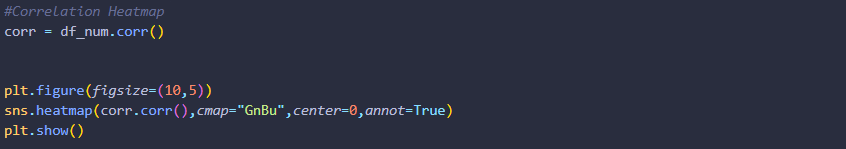 #Correlation Heatmap
corr = df_num.corr()
plt.figure(figsize=(10,5))
sns.heatmap(corr.corr(),cmap="GnBu",center=0,annot=True)
plt.show()